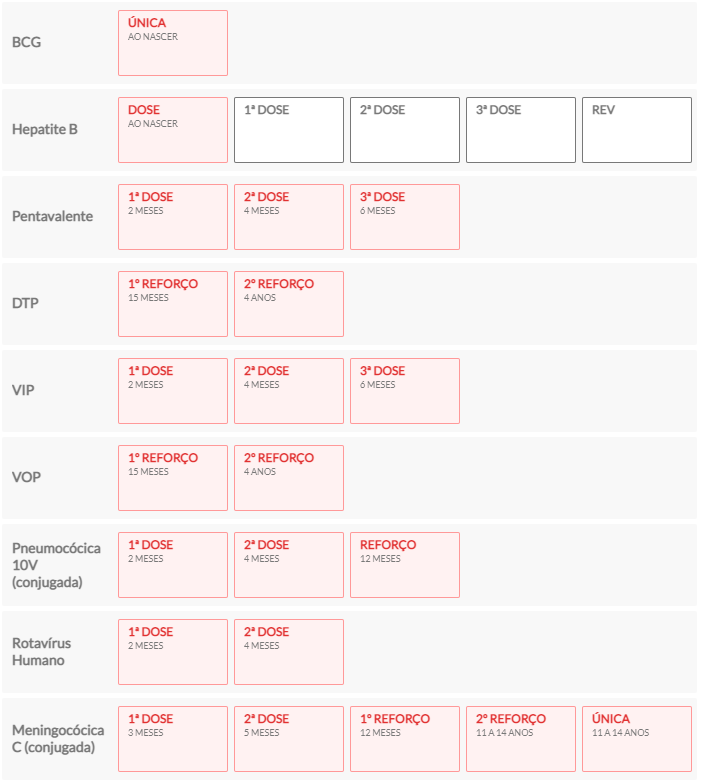 BCG
ÚNICA
AO NASCER
Hepatite B
DOSE
AO NASCER
1ª DOSE
2ª DOSE
3ª DOSE
REV
Pentavalente
1ª DOSE
2 MESES
2ª DOSE
4 MESES
3ª DOSE
6 MESES
DTP
1º REFORÇO
15 MESES
2º REFORÇO
4 ANOS
VIP
1ª DOSE
2 MESES
2ª DOSE
4 MESES
3ª DOSE
6 MESES
VOP
1º REFORÇO
15 MESES
2º REFORÇO
4 ANOS
Pneumocócica
10V
(conjugada)
1ª DOSE
2 MESES
2ª DOSE
4 MESES
REFORÇO
12 MESES
Rotavírus
Humano
1ª DOSE
2 MESES
2ª DOSE
4 MESES
Meningocócica
C (conjugada)
1ª DOSE
3 MESES
2ª DOSE
5 MESES
1º REFORÇO
12 MESES
2º REFORÇO
11 A 14 ANOS
ÚNICA
11 A 14 ANOS